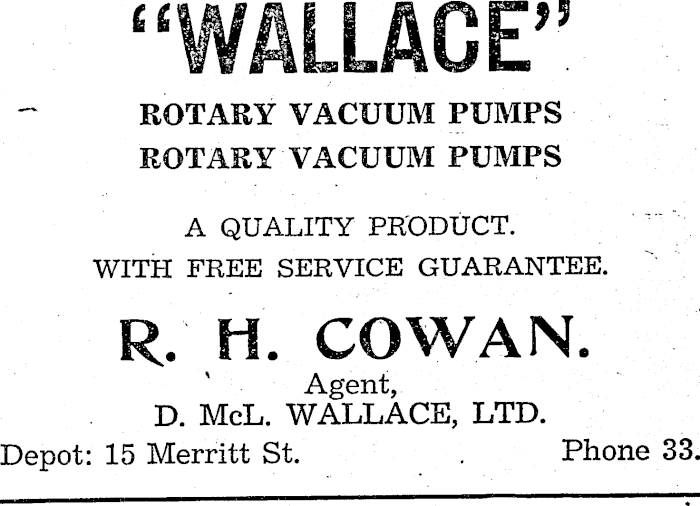 “WALLACE”
ROTARY VACUUM PUMPS
ROTARY VACUUM PUMPS
A QUALITY PRODUCT.
WITH FREE SERVICE GUARANTEE.
R. H. COWAN.
Agent,
D. McL. WALLACE, LTD.
Depot: 15 Merritt St. Phone 33.